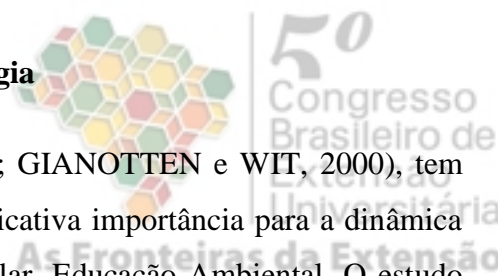 gia
5º
Congresso
Brasileiro de
; GIANOTTEN e WIT, 2000), tem
Extensão
icativa importância para a dinâmica
Universitária
As Fronteiras da Extensão
lar, Educação Ambiental. O estudo